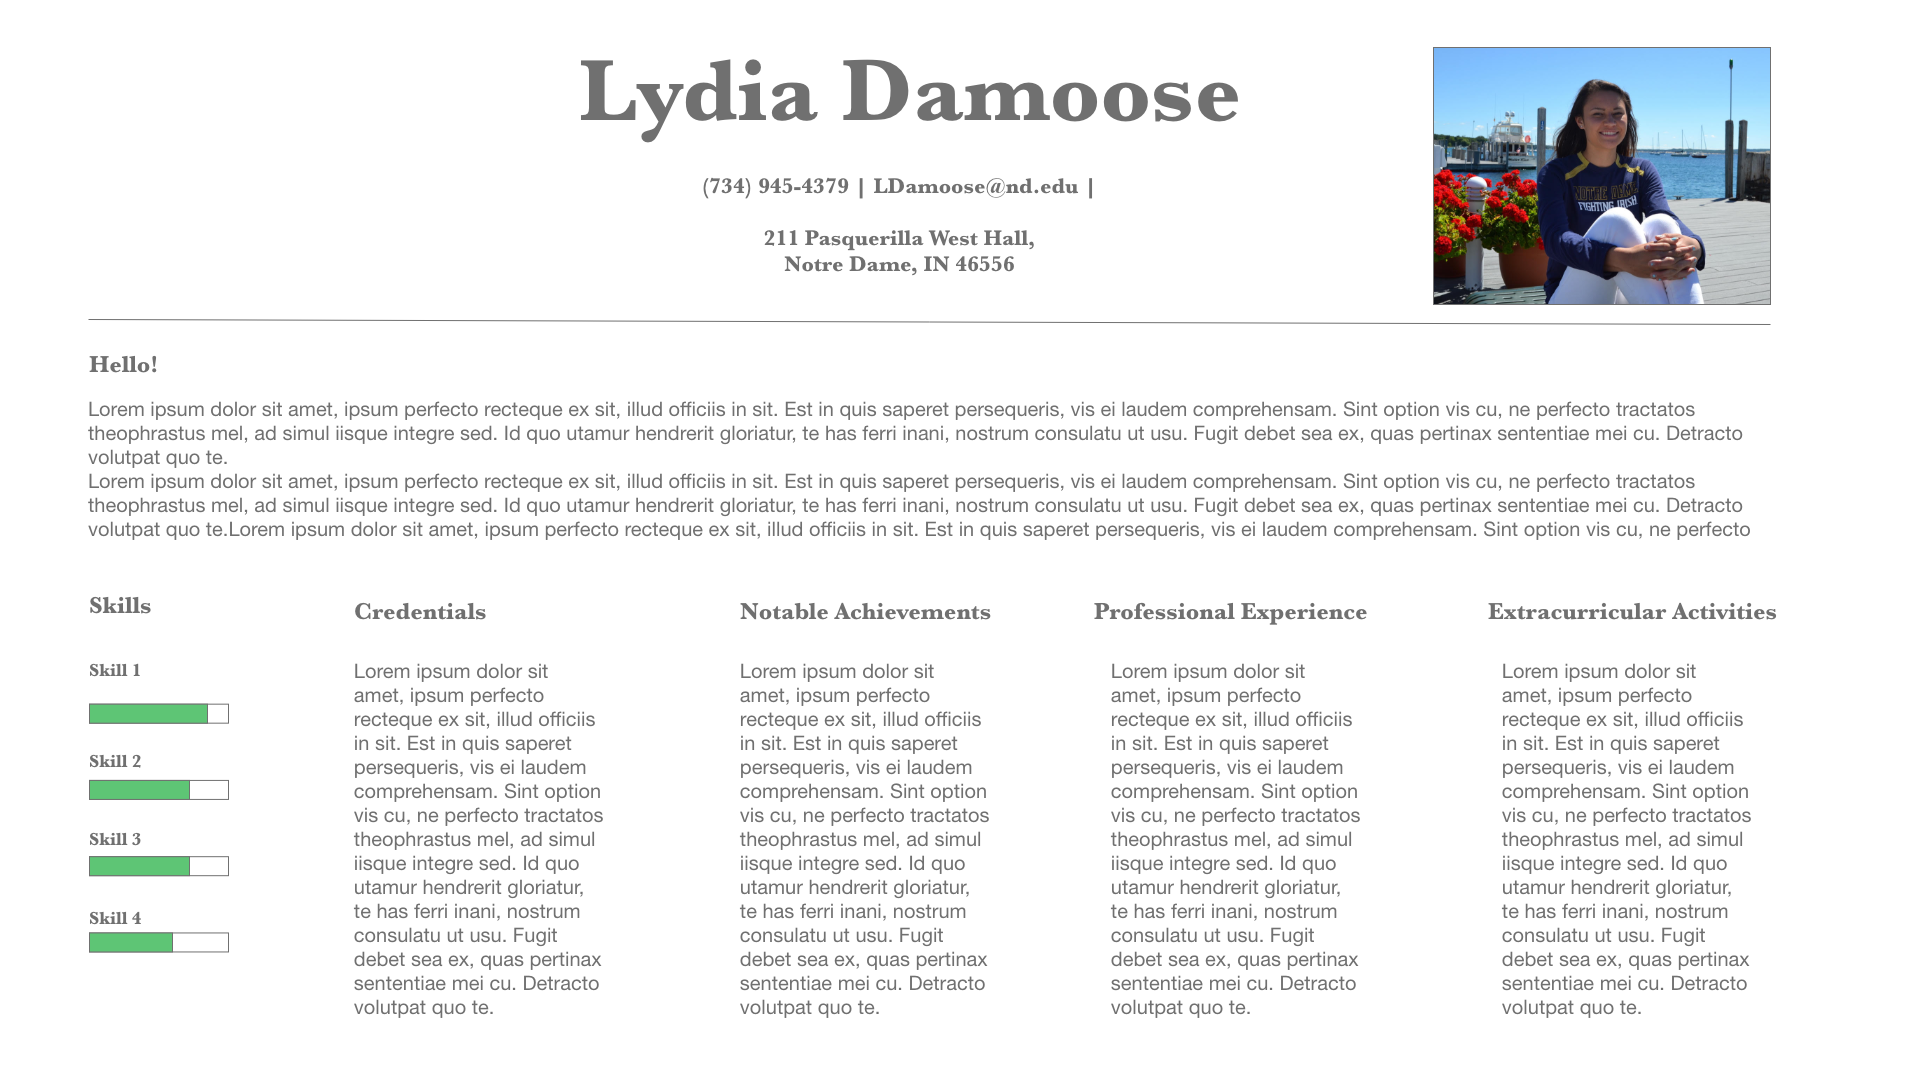 Lydia Damoose
(734) 945-4379 | LDamoose@nd.edu |
211 Pasquerilla West Hall,
Notre Dame, IN 46556
NOTRE DAME
FIGHTING IRISH
Hello!
Lorem ipsum dolor sit amet, ipsum perfecto recteque ex sit, illud officiis in sit. Est in quis saperet persequeris, vis ei laudem comprehensam. Sint option vis cu, ne perfecto tractatos
theophrastus mel, ad simul iisque integre sed. Id quo utamur hendrerit gloriatur, te has ferri inani, nostrum consulatu ut usu. Fugit debet sea ex, quas pertinax sententiae mei cu. Detracto
volutpat quo te.
Lorem ipsum dolor sit amet, ipsum perfecto recteque ex sit, illud officiis in sit. Est in quis saperet persequeris, vis ei laudem comprehensam. Sint option vis cu, ne perfecto tractatos
theophrastus mel, ad simul iisque integre sed. Id quo utamur hendrerit gloriatur, te has ferri inani, nostrum consulatu ut usu. Fugit debet sea ex, quas pertinax sententiae mei cu. Detracto
volutpat quo te.Lorem ipsum dolor sit amet, ipsum perfecto recteque ex sit, illud officiis in sit. Est in quis saperet persequeris, vis ei laudem comprehensam. Sint option vis cu, ne perfecto
Skills
Skill 1
Skill 2
Skill 3
Skill 4
Credentials
Lorem ipsum dolor sit
amet, ipsum perfecto
recteque ex sit, illud officiis
in sit. Est in quis saperet
persequeris, vis ei laudem
comprehensam. Sint option
vis cu, ne perfecto tractatos
theophrastus mel, ad simul
iisque integre sed. Id quo
utamur hendrerit gloriatur,
te has ferri inani, nostrum
consulatu ut usu. Fugit
debet sea ex, quas pertinax
sententiae mei cu. Detracto
volutpat quo te.
Notable Achievements
Lorem ipsum dolor sit
amet, ipsum perfecto
recteque ex sit, illud officiis
in sit. Est in quis saperet
persequeris, vis ei laudem
comprehensam. Sint option
vis cu, ne perfecto tractatos
theophrastus mel, ad simul
iisque integre sed. Id quo
utamur hendrerit gloriatur,
te has ferri inani, nostrum
consulatu ut usu. Fugit
debet sea ex, quas pertinax
sententiae mei cu. Detracto
volutpat quo te.
Professional Experience
Lorem ipsum dolor sit
amet, ipsum perfecto
recteque ex sit, illud officiis
in sit. Est in quis saperet
persequeris, vis ei laudem
comprehensam. Sint option
vis cu, ne perfecto tractatos
theophrastus mel, ad simul
iisque integre sed. Id quo
utamur hendrerit gloriatur,
te has ferri inani, nostrum
consulatu ut usu. Fugit
debet sea ex, quas pertinax
sententiae mei cu. Detracto
volutpat quo te.
Extracurricular Activities
Lorem ipsum dolor sit
amet, ipsum perfecto
recteque ex sit, illud officiis
in sit. Est in quis saperet
persequeris, vis ei laudem
comprehensam. Sint option
vis cu, ne perfecto tractatos
theophrastus mel, ad simul
iisque integre sed. Id quo
utamur hendrerit gloriatur,
te has ferri inani, nostrum
consulatu ut usu. Fugit
debet sea ex, quas pertinax
sententiae mei cu. Detracto
volutpat quo te.